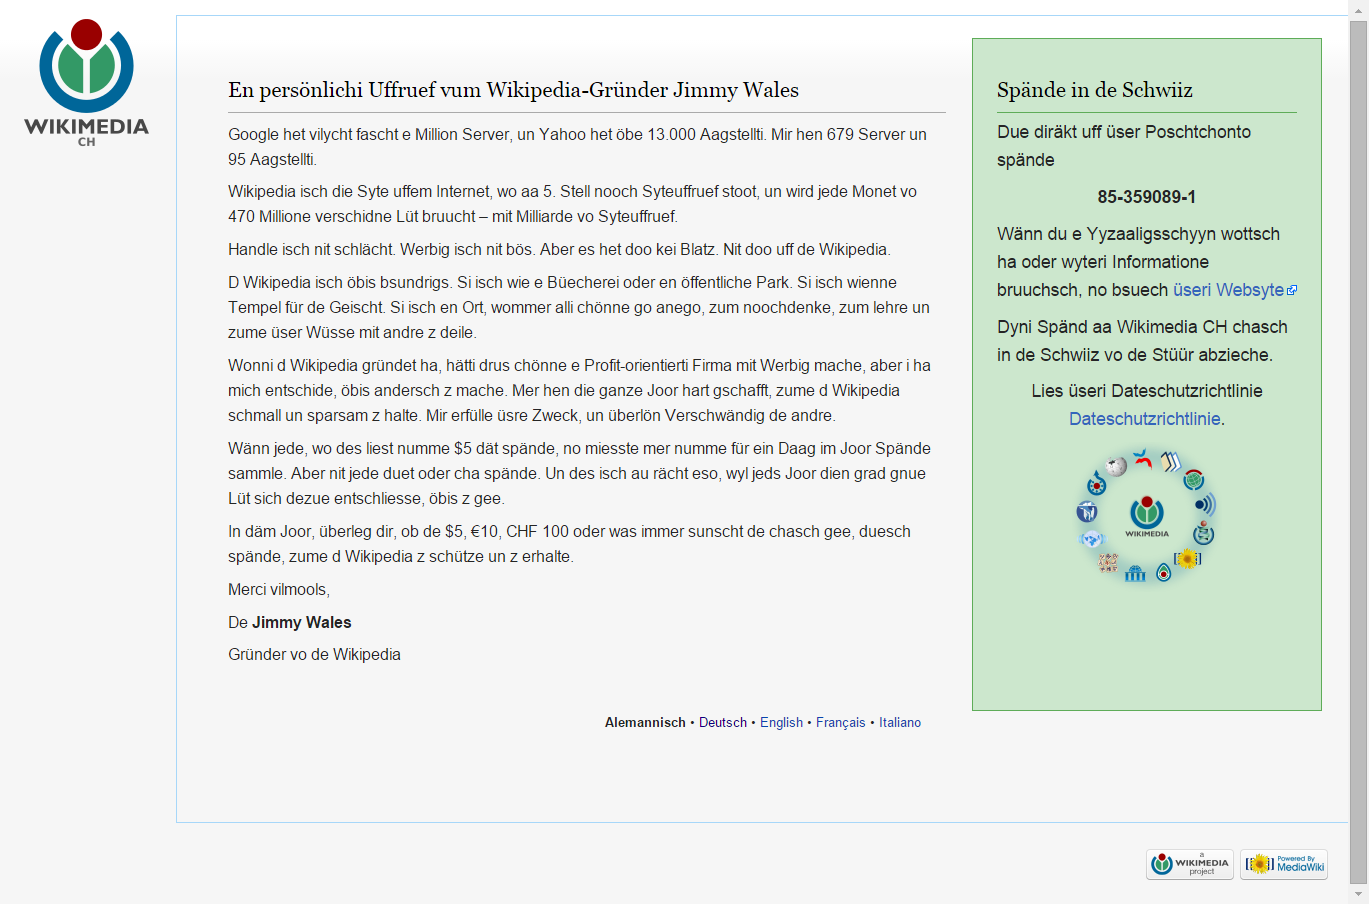 WIKIMEDIA
CH
En persönlichi Uffruef vum Wikipedia-Gründer Jimmy Wales
Google het vilycht fascht e Million Server, un Yahoo het öbe 13.000 Aagstellti. Mir hen 679 Server un
95 Aagstellti.
Wikipedia isch die Syte uffem Internet, wo aa 5. Stell nooch Syteuffruef stoot, un wird jede Monet vo
470 Millione verschidne Lüt bruucht – mit Milliarde vo Syteuffruef.
Handle isch nit schlächt. Werbig isch nit bös. Aber es het doo kei Blatz. Nit doo uff de Wikipedia.
D Wikipedia isch öbis bsundrigs. Si isch wie e Büecherei oder en öffentliche Park. Si isch wienne
Tempel für de Geischt. Si isch en Ort, wommer alli chönne go anego, zum noochdenke, zum lehre un
zume üser Wüsse mit andre z deile.
Wonni d Wikipedia gründet ha, hätti drus chönne e Profit-orientierti Firma mit Werbig mache, aber i ha
mich entschide, öbis andersch z mache. Mer hen die ganze Joor hart gschafft, zume d Wikipedia
schmall un sparsam z halte. Mir erfülle üsre Zweck, un überlön Verschwändig de andre.
Wänn jede, wo des liest numme $5 dät spände, no miesste mer numme für ein Daag im Joor Spände
sammle. Aber nit jede duet oder cha spände. Un des isch au rächt eso, wyl jeds Joor dien grad gnue
Lüt sich dezue entschliesse, öbis z gee.
In däm Joor, überleg dir, ob de $5, €10, CHF 100 oder was immer sunscht de chasch gee, duesch
spände, zume d Wikipedia z schütze un z erhalte.
Merci vilmools,
De Jimmy Wales
Gründer vo de Wikipedia
Alemannisch • Deutsch • English • Français • Italiano
Spände in de Schwiiz
Due diräkt uff üser Poschtchonto
spände
85-359089-1
Wänn du e Yyzaaligsschyyn wottsch
ha oder wyteri Informatione
bruuchsch, no bsuech üseri Websyte
Dyni Spänd aa Wikimedia CH chasch
in de Schwiiz vo de Stüür abzieche.
Lies üseri Dateschutzrichtlinie
Dateschutzrichtlinie.
WIKIMEDIA
a
WIKIMEDIA
project
Powered By
MediaWiki